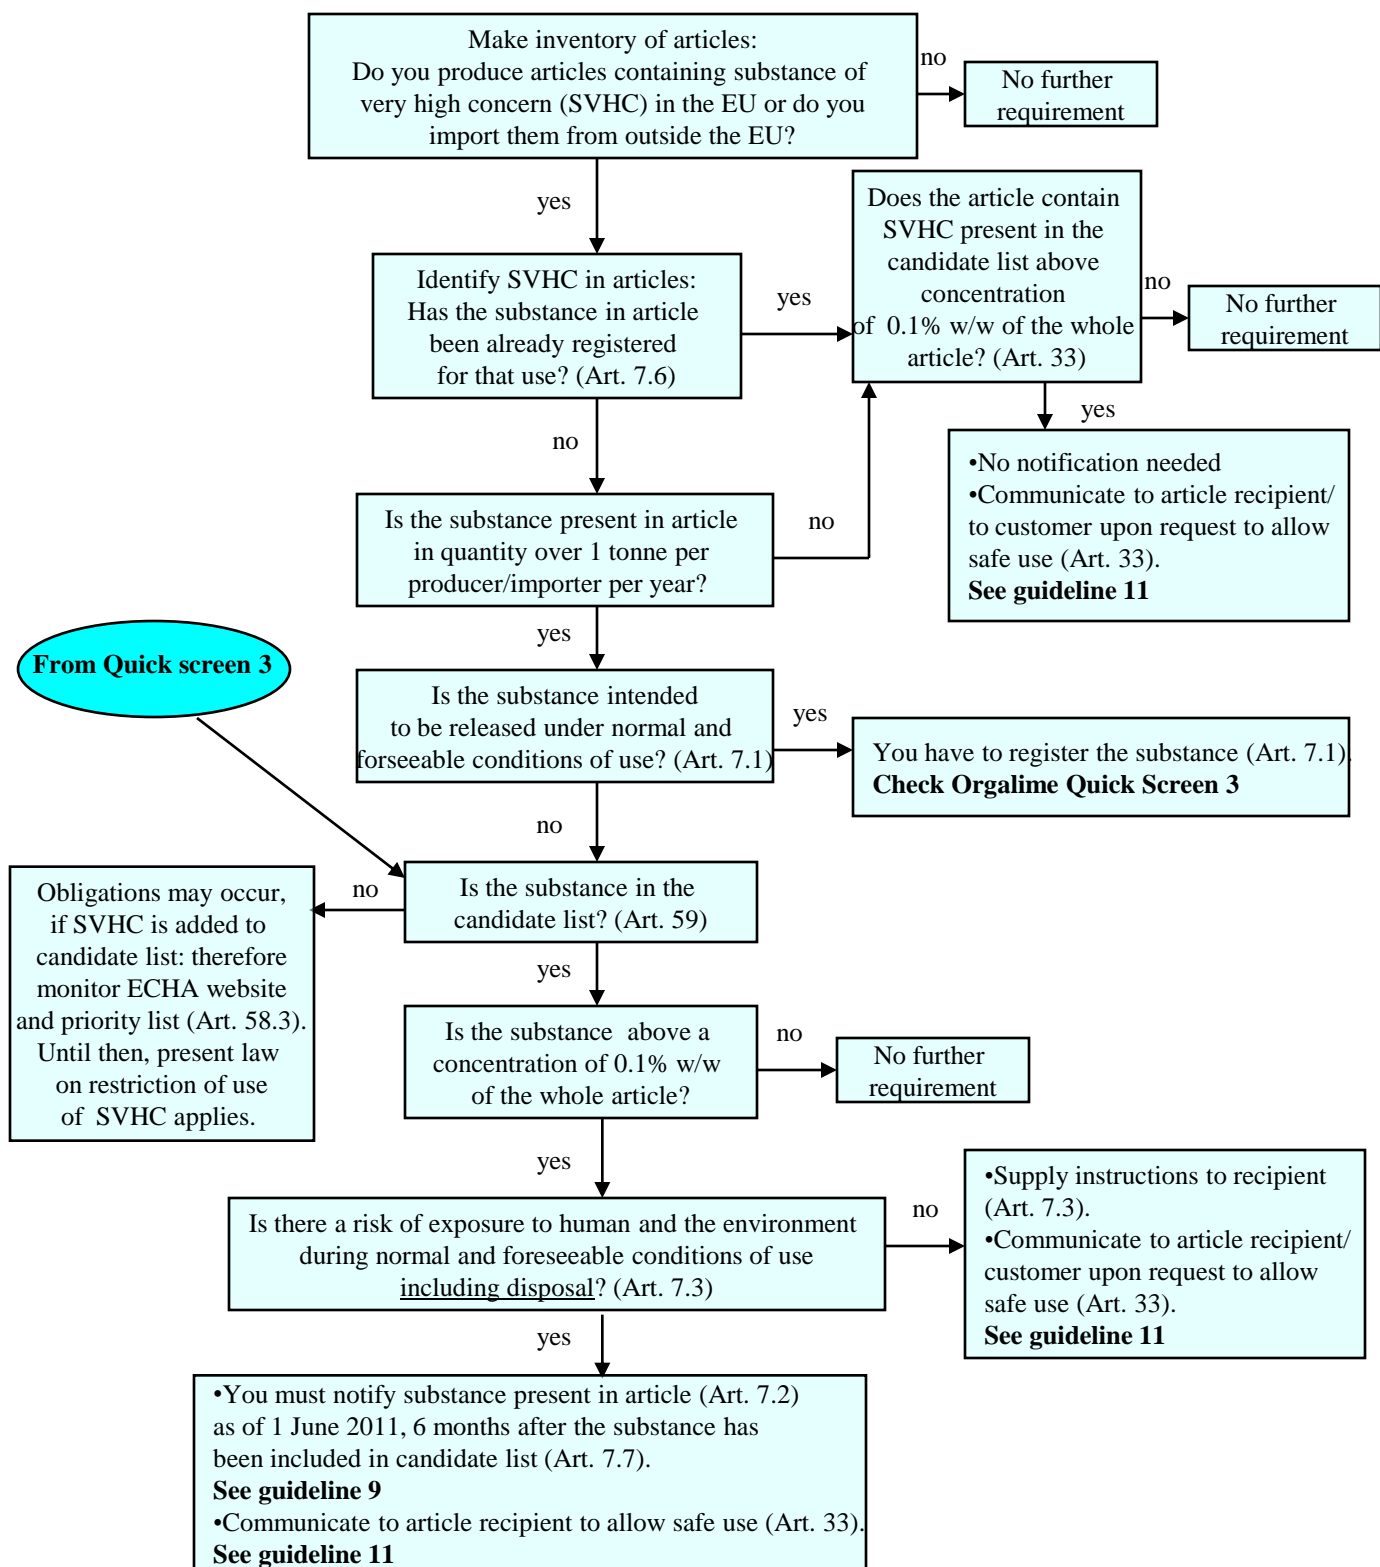 Make inventory of articles:
Do you produce articles containing substance of
very high concern (SVHC) in the EU or do you
import them from outside the EU?
no
No further
requirement
yes
Does the article contain
SVHC present in the
candidate list above
concentration
of 0.1% w/w of the whole
article? (Art. 33)
no
No further
requirement
Identify SVHC in articles:
Has the substance in article
been already registered
for that use? (Art. 7.6)
yes
yes
•No notification needed
•Communicate to article recipient/
to customer upon request to allow
safe use (Art. 33).
See guideline 11
no
Is the substance present in article
in quantity over 1 tonne per
producer/importer per year?
no
yes
From Quick screen 3
Is the substance intended
to be released under normal and
forseeable conditions of use? (Art. 7.1)
yes
You have to register the substance (Art. 7.1).
Check Orgalime Quick Screen 3
no
Is the substance in the
candidate list? (Art. 59)
no
Obligations may occur,
if SVHC is added to
candidate list: therefore
monitor ECHA website
and priority list (Art. 58.3).
Until then, present law
on restriction of use
of SVHC applies.
yes
Is the substance above a
concentration of 0.1% w/w
of the whole article?
no
No further
requirement
yes
Is there a risk of exposure to human and the environment
during normal and foreseeable conditions of use
including disposal? (Art. 7.3)
no
•Supply instructions to recipient
(Art. 7.3).
•Communicate to article recipient/
customer upon request to allow
safe use (Art. 33).
See guideline 11
yes
•You must notify substance present in article (Art. 7.2)
as of 1 June 2011, 6 months after the substance has
been included in candidate list (Art. 7.7).
See guideline 9
•Communicate to article recipient to allow safe use (Art. 33).
See guideline 11